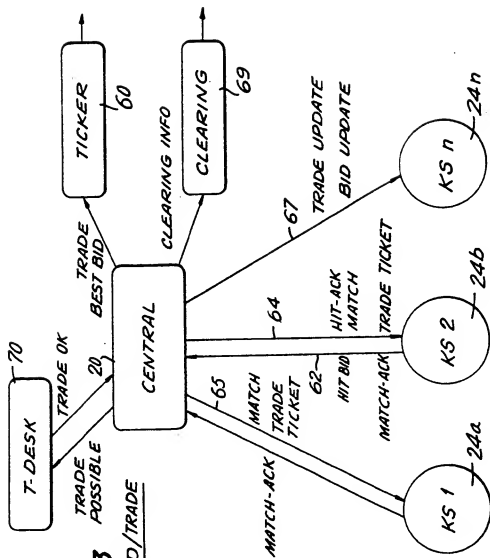 70
T-DESK
TRADE OK
TRADE
POSSIBLE
3
D/TRADE
20
CENTRAL
TRADE
BEST BID
TICKER
60
CLEARING INFO
CLEARING
69
65
MATCH
TRADE
TICKET
MATCH-ACK
62
HIT BID
MATCH-ACK
64
HIT-ACK
MATCH
TRADE TICKET
67
TRADE UPDATE
BID UPDATE
KS 1
24a
KS 2
24b
KS n
24n